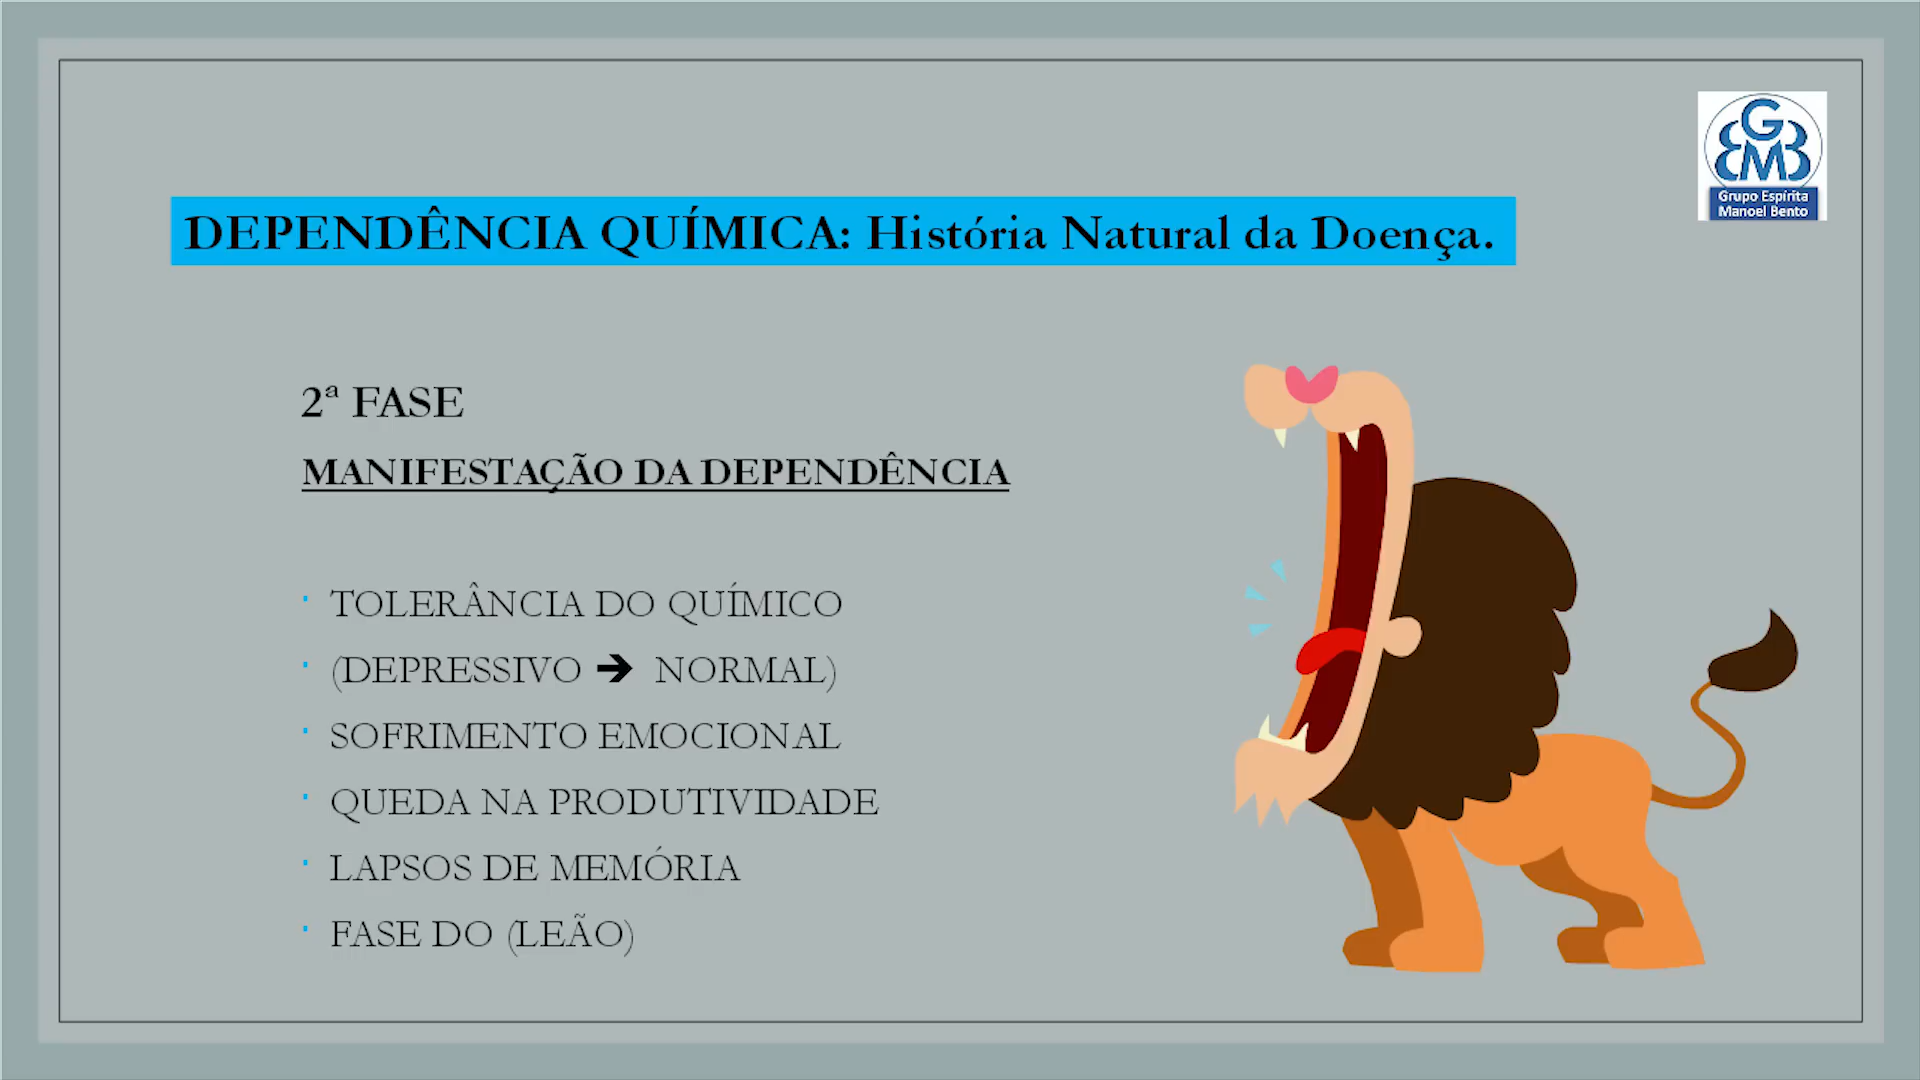 GEMB
Grupo Espírita
Manoel Bento
DEPENDÊNCIA QUÍMICA: História Natural da Doença.
2ª FASE
MANIFESTAÇÃO DA DEPENDÊNCIA
· TOLERÂNCIA DO QUÍMICO
· (DEPRESSIVO ➔ NORMAL)
· SOFRIMENTO EMOCIONAL
· QUEDA NA PRODUTIVIDADE
· LAPSOS DE MEMÓRIA
· FASE DO (LEÃO)